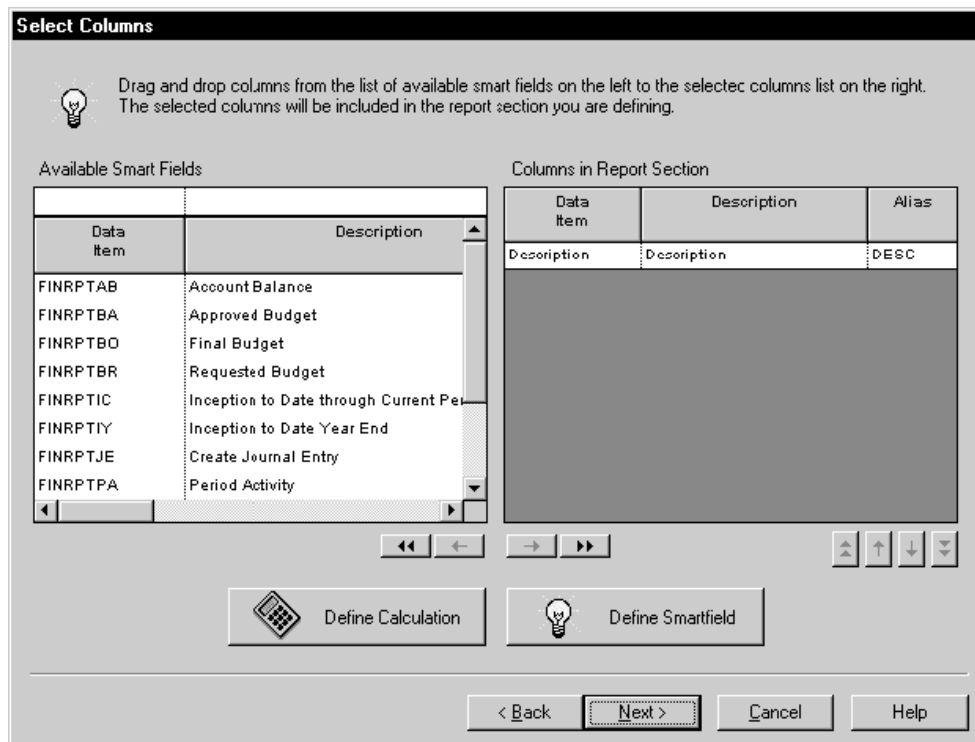 Select Columns
Drag and drop columns from the list of available smart fields on the left to the selectec columns list on the right.
The selected columns will be included in the report section you are defining.
Available Smart Fields
Columns in Report Section
Data Item
Description
Data Item
Description
Alias
Description
Description
DESC
FINRPTAB Account Balance
FINRPTBA Approved Budget
FINRPTBO Final Budget
FINRPTBR Requested Budget
FINRPTIC Inception to Date through Current Per
FINRPTIY Inception to Date Year End
FINRPTJE Create Journal Entry
FINRPTPA Period Activity
Define Calculation
Define Smartfield
< Back
Next >
Cancel
Help